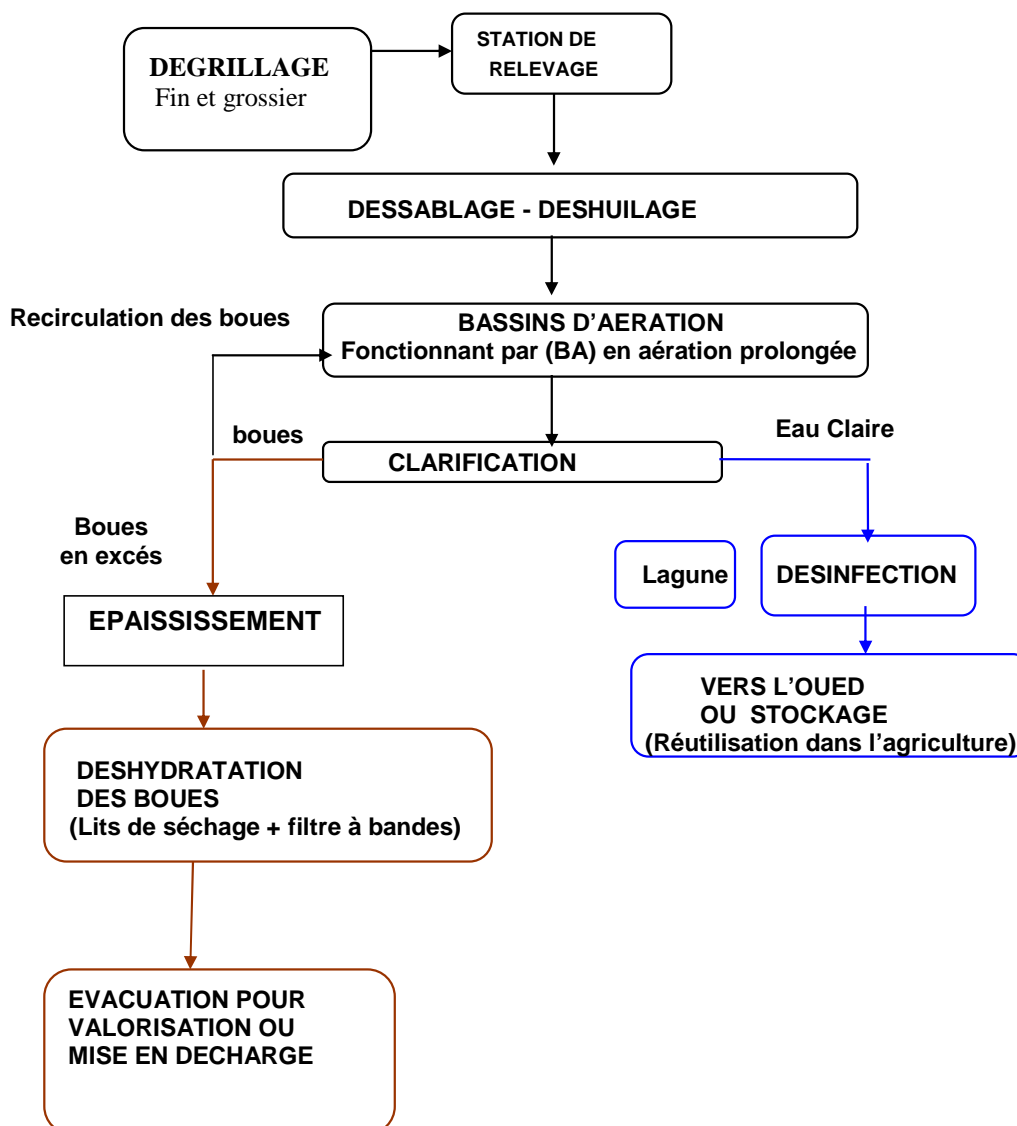 STATION DE
RELEVAGE
DEGRILLAGE
Fin et grossier
DESSABLAGE - DESHUILAGE
Recirculation des boues
BASSINS D’AERATION
Fonctionnant par (BA) en aération prolongée
boues
Eau Claire
CLARIFICATION
Boues
en excés
Lagune
DESINFECTION
EPAISSISSEMENT
VERS L’OUED
OU STOCKAGE
(Réutilisation dans l’agriculture)
DESHYDRATATION
DES BOUES
(Lits de séchage + filtre à bandes)
EVACUATION POUR
VALORISATION OU
MISE EN DECHARGE